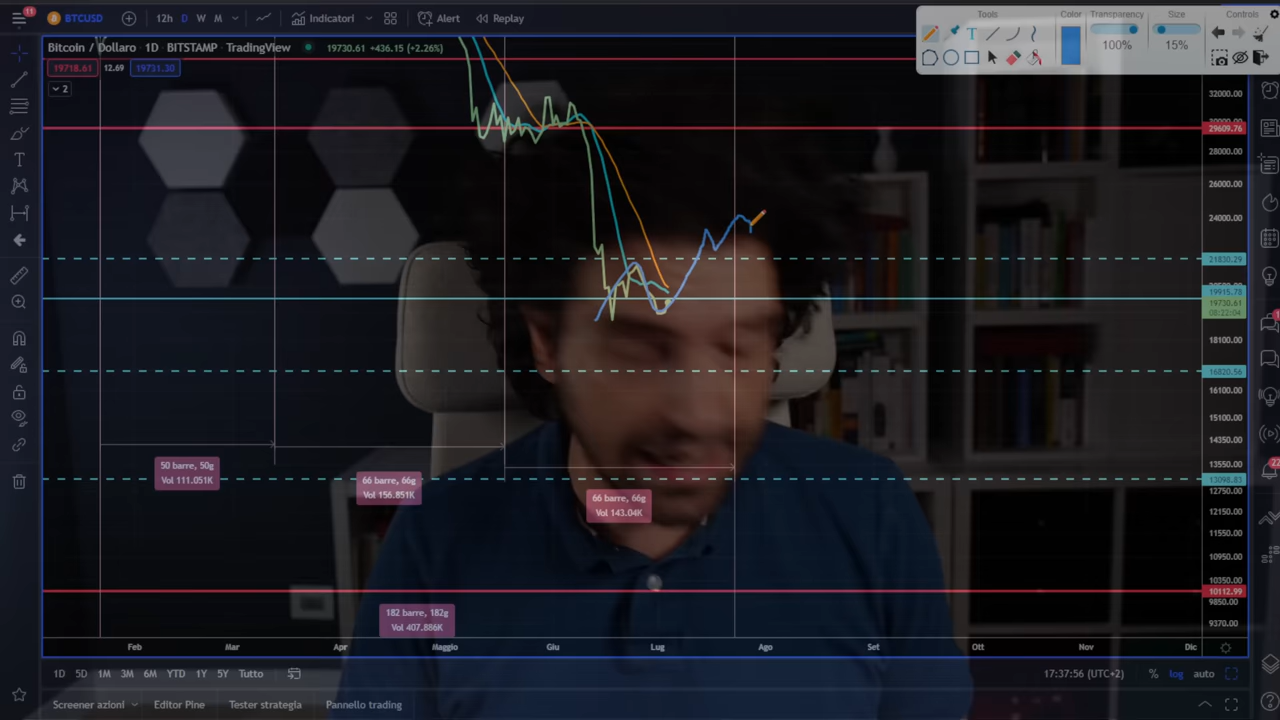 11
BTCUSD
12h D W M
Indicatori
Alert
Replay
Tools
Color
Transparency
Size
Controls
100%
15%
Bitcoin / Dollaro · 1D · BITSTAMP · TradingView
19730.61 +436.15 (+2.26%)
19718.61
12.69
19731.30
2
32000.00
29609.76
28000.00
26000.00
24000.00
21830.29
19915.78
19730.61
08:22:04
18100.00
16820.56
16100.00
15100.00
14350.00
13550.00
13098.83
12750.00
12150.00
11550.00
10950.00
10350.00
10112.99
9850.00
9370.00
50 barre, 50g
Vol 111.051K
66 barre, 66g
Vol 156.851K
66 barre, 66g
Vol 143.04K
182 barre, 182g
Vol 407.886K
Feb Mar Apr Maggio Giu Lug Ago Set Ott Nov Dic
1D 5D 1M 3M 6M YTD 1Y 5Y Tutto
17:37:56 (UTC+2)
% log auto
Screener azioni
Editor Pine
Tester strategia
Pannello trading